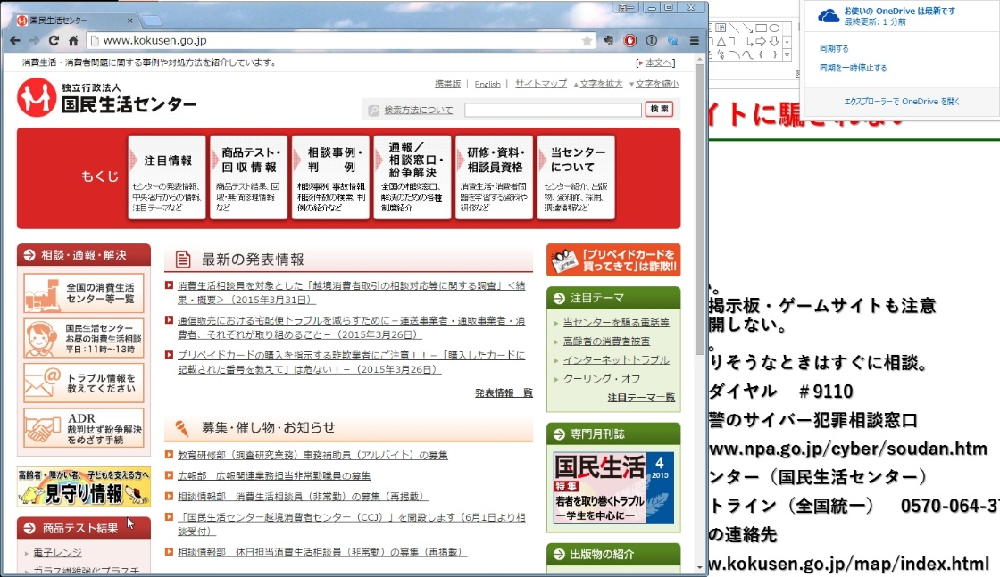 国民生活センター
www.kokusen.go.jp
消費生活・消費者問題に関する事例や対処方法を紹介しています。
[本文へ]
独立行政法人
国民生活センター
携帯版 | English | サイトマップ ▲文字を拡大 ▼文字を縮小
検索方法について
検索
もくじ
注目情報
センターの発表情報、
中央省庁からの情報、
注目テーマなど
商品テスト・
回収情報
商品テスト結果、回
収・無償修理情報
など
相談事例・
判 例
相談事例、事故情報、
相談件数の検索、判
例の紹介など
通報／
相談窓口・
紛争解決
全国の相談窓口、
解決のための各種
制度紹介
研修・資料・
相談員資格
消費生活・消費者問
題を学習する資料や
研修など
当センター
について
センター紹介、出版
物、資料館、採用、
調達情報など
相談・通報・解決
全国の消費生活
センター等一覧
国民生活センター
お昼の消費生活相談
平日：11時〜13時
トラブル情報を
教えてください
ADR
裁判せず紛争解決
をめざす手続
高齢者・障がい者、子どもを支える方へ
見守り情報
商品テスト結果
電子レンジ
ガラス繊維強化プラスチ
最新の発表情報
消費生活相談員を対象とした「越境消費者取引の相談対応等に関する調査」＜結
果・概要＞（2015年3月31日）
通信販売における宅配便トラブルを減らすために－運送事業者・通販事業者・消
費者、それぞれが取り組めること－（2015年3月26日）
プリペイドカードの購入を指示する詐欺業者にご注意！！－「購入したカードに
記載された番号を教えて」は危ない！－（2015年3月26日）
発表情報一覧
募集・催し物・お知らせ
教育研修部（調査研究業務）事務補助員（アルバイト）の募集
広報部 広報関連業務担当非常勤職員の募集
相談情報部 消費生活相談員（非常勤）の募集（再掲載）
「国民生活センター越境消費者センター（CCJ）」を開設します（6月1日より相
談受付）
相談情報部 休日担当消費生活相談員（非常勤）の募集（再掲載）
「プリペイドカードを
買ってきて」は詐欺!!
注目テーマ
当センターを騙る電話等
高齢者の消費者被害
インターネットトラブル
クーリング・オフ
注目テーマ一覧
専門月刊誌
国民生活
4
2015
特集
若者を取り巻くトラブル
―学生を中心に―
出版物の紹介
お使いの OneDrive は最新です
最終更新: 1 分前
同期する
同期を一時停止する
エクスプローラーで OneDrive を開く
イトに騙されない
い。
掲示板・ゲームサイトも注意
開しない。
。
りそうなときはすぐに相談。
ダイヤル ＃9110
警のサイバー犯罪相談窓口
ww.npa.go.jp/cyber/soudan.htm
ンター（国民生活センター）
トライン（全国統一） 0570-064-37
の連絡先
w.kokusen.go.jp/map/index.html